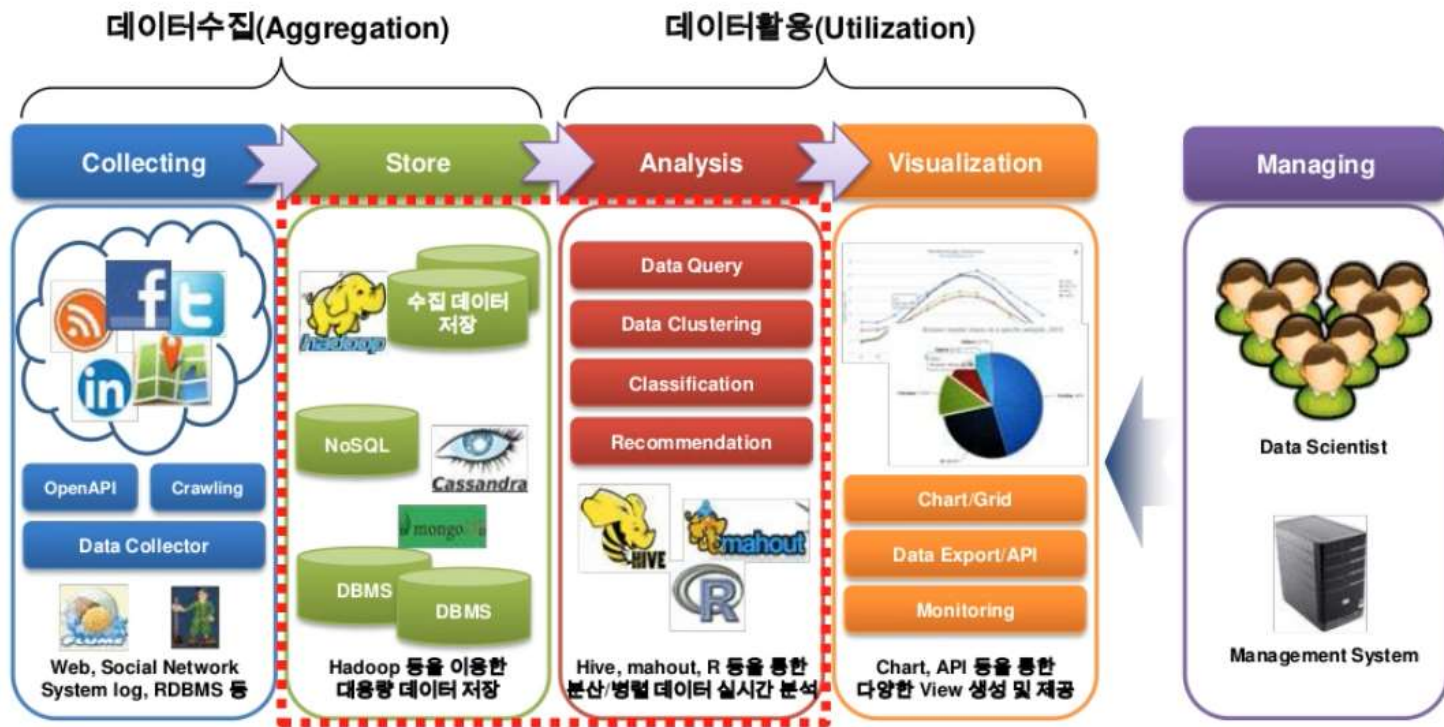 데이터수집(Aggregation)
데이터활용(Utilization)
Collecting
Store
Analysis
Visualization
Managing
OpenAPI
Crawling
Data Collector
FLUME
Web, Social Network
System log, RDBMS 등
hadoop
수집 데이터
저장
NoSQL
Cassandra
mongo
DBMS
DBMS
Hadoop 등을 이용한
대용량 데이터 저장
Data Query
Data Clustering
Classification
Recommendation
HIVE
mahout
R
Hive, mahout, R 등을 통한
분산/병렬 데이터 실시간 분석
Chart/Grid
Data Export/API
Monitoring
Chart, API 등을 통한
다양한 View 생성 및 제공
Data Scientist
Management System